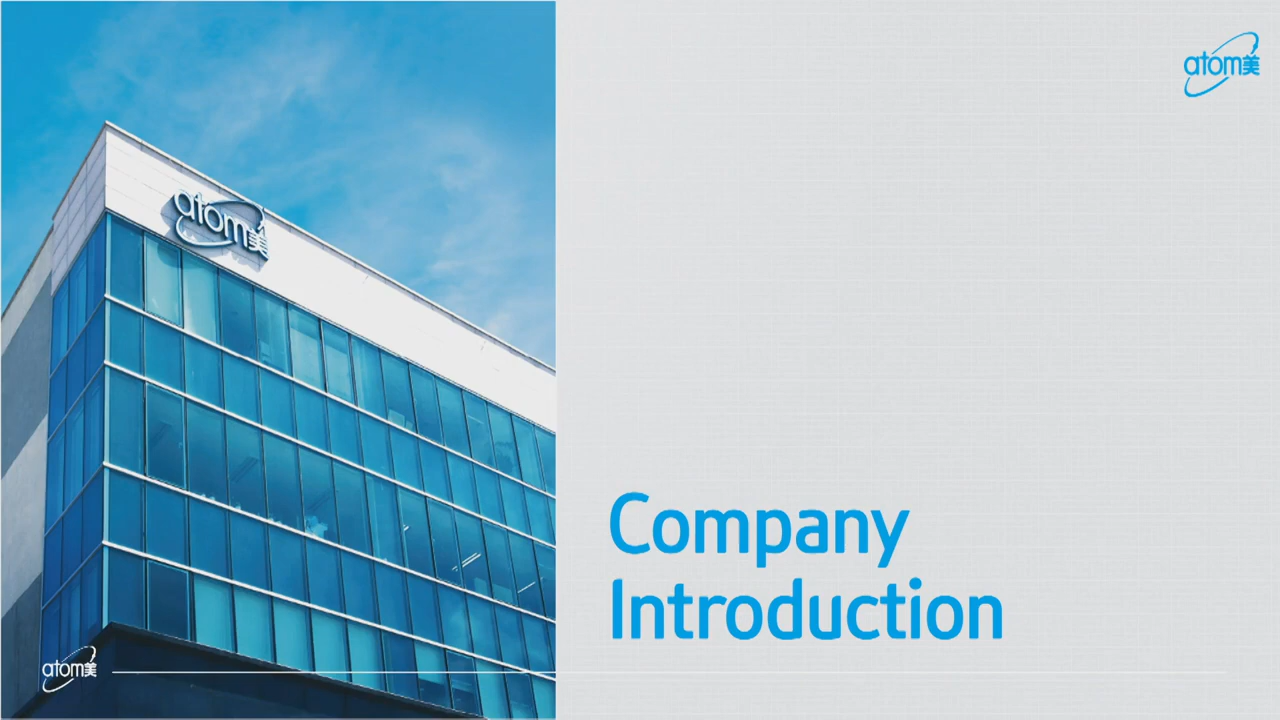 atom美
atom美
Company
Introduction
atom美